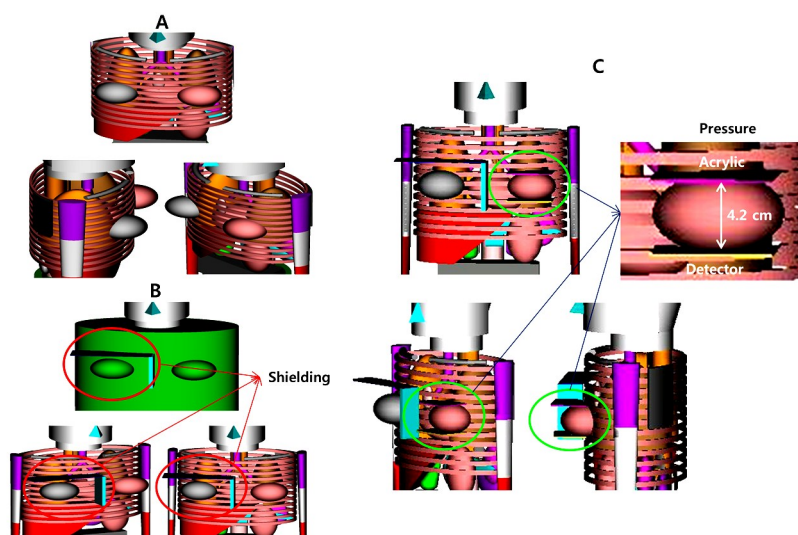 A
B
Shielding
C
Pressure
Acrylic
4.2 cm
Detector